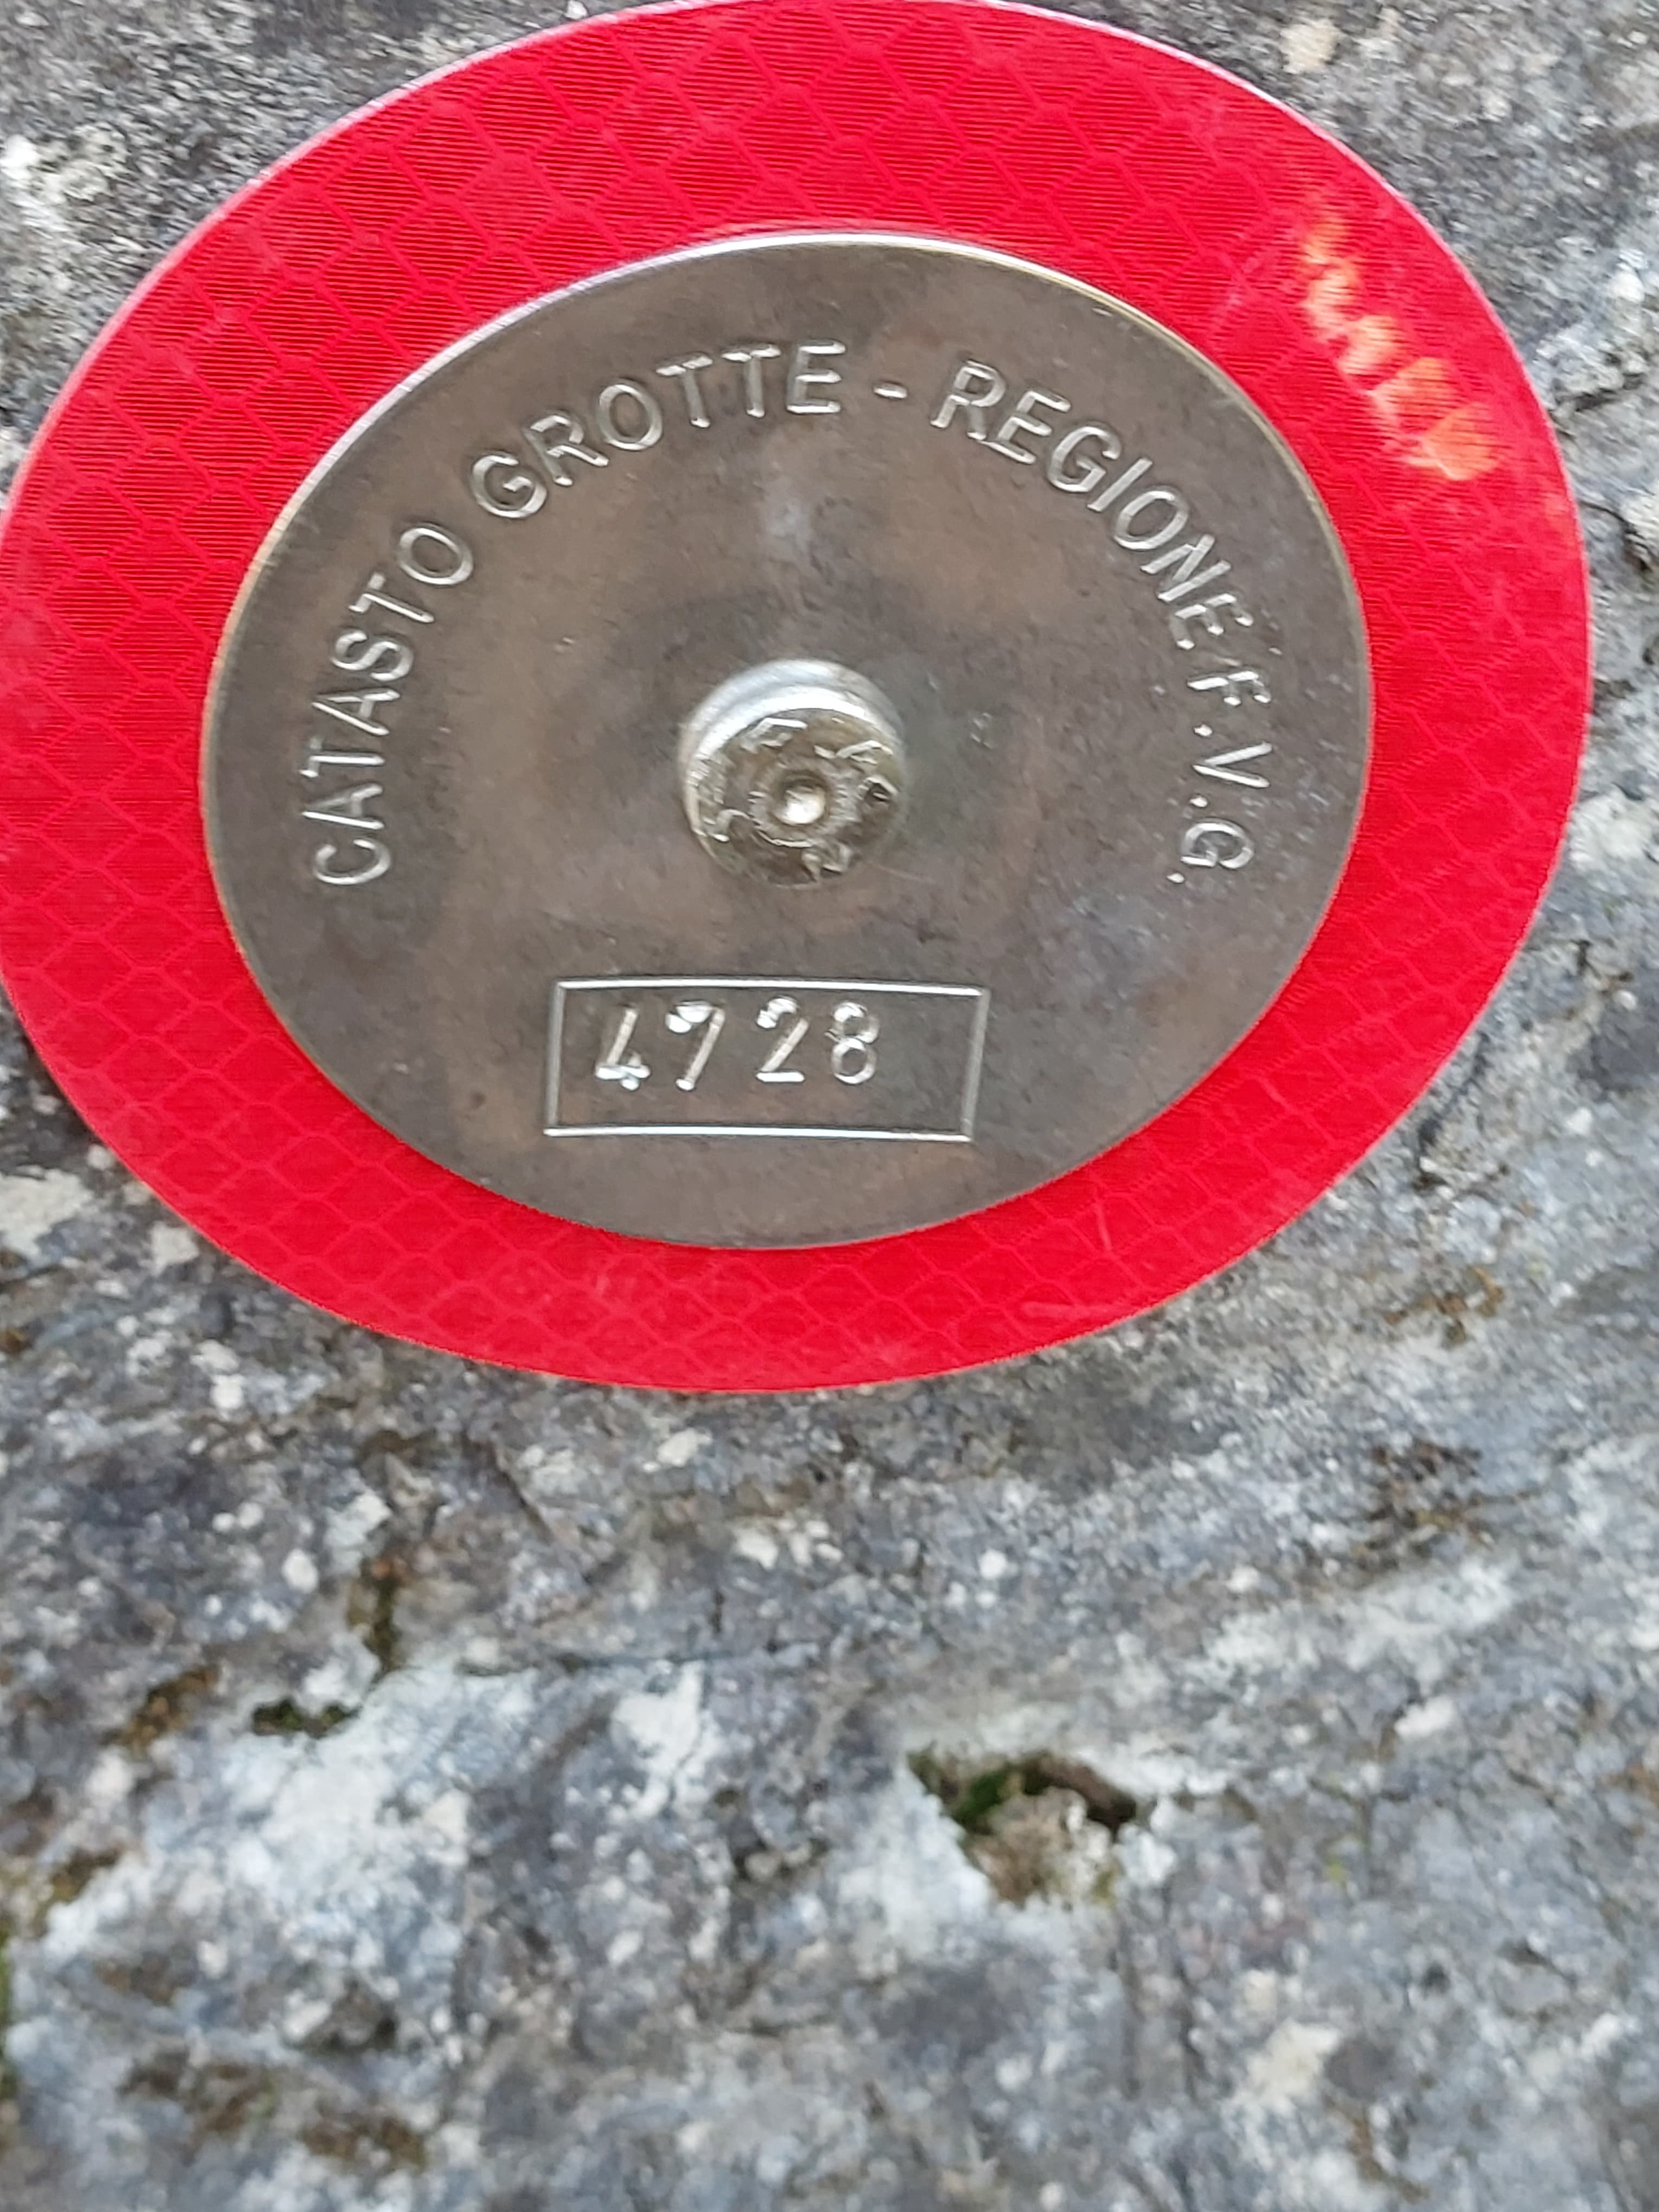 CATASTO GROTTE - REGIONE F.V.G.
4728